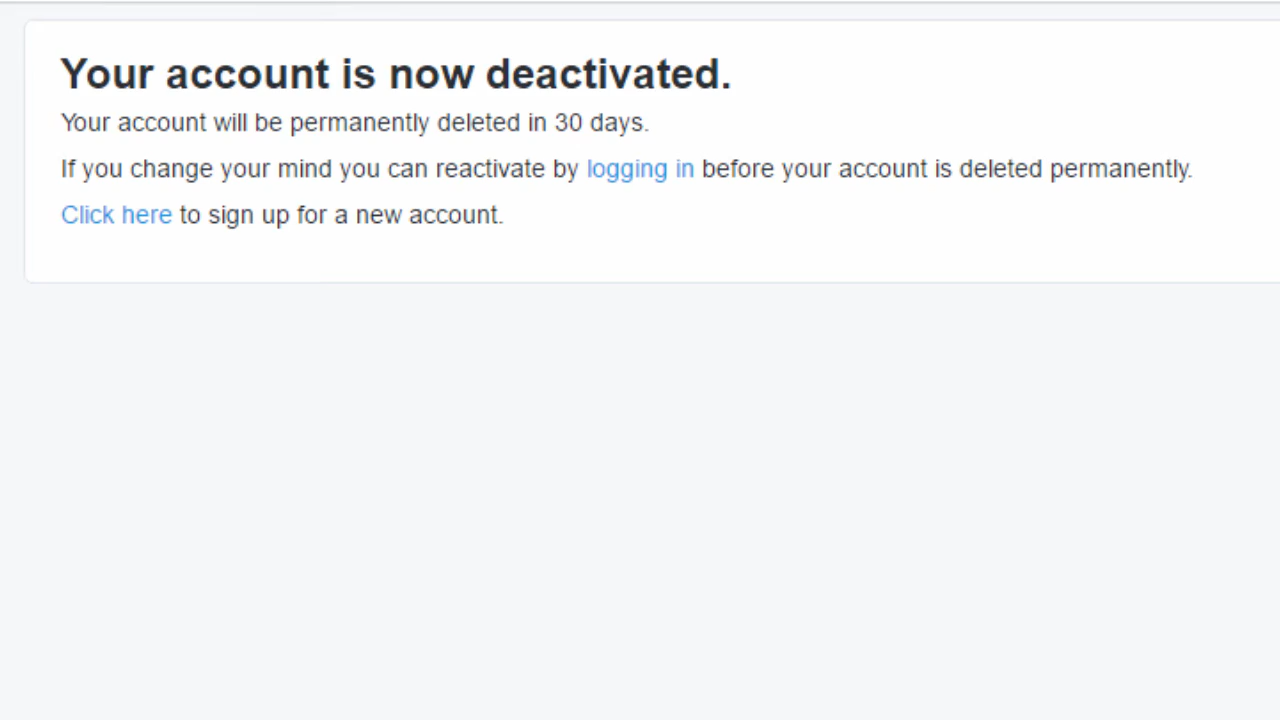 Your account is now deactivated.
Your account will be permanently deleted in 30 days.
If you change your mind you can reactivate by logging in before your account is deleted permanently.
Click here to sign up for a new account.